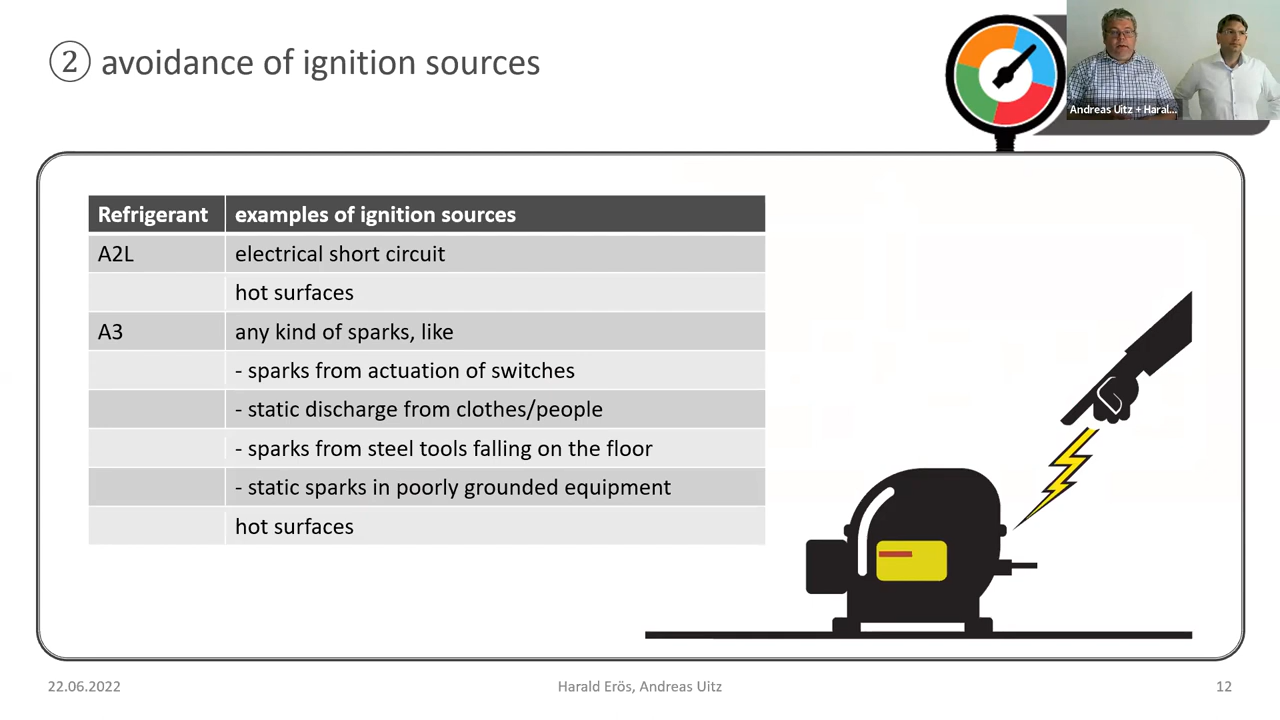 ② avoidance of ignition sources
Andreas Uitz + Haral...
Refrigerant examples of ignition sources
A2L electrical short circuit
hot surfaces
A3 any kind of sparks, like
- sparks from actuation of switches
- static discharge from clothes/people
- sparks from steel tools falling on the floor
- static sparks in poorly grounded equipment
hot surfaces
22.06.2022 Harald Erös, Andreas Uitz 12